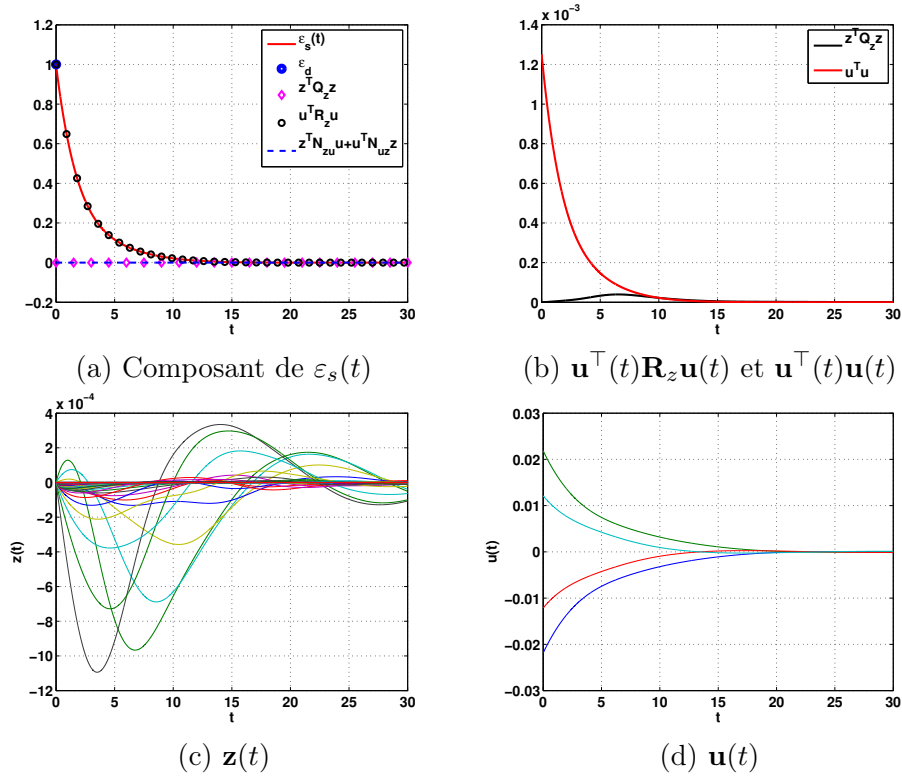 1.2
1
0.8
0.6
0.4
0.2
0
−0.2
0 5 10 15 20 25 30
t
ε_s(t)
ε_d
z^T Q_z z
u^T R_z u
z^T N_{zu} u+u^T N_{uz} z
(a) Composant de ε_s(t)
x 10^{−3}
1.4
1.2
1
0.8
0.6
0.4
0.2
0
0 5 10 15 20 25 30
t
z^T Q_z z
u^T u
(b) u^⊤(t)R_z u(t) et u^⊤(t)u(t)
x 10^{−4}
4
2
0
−2
−4
−6
−8
−10
−12
z(t)
0 5 10 15 20 25 30
t
(c) z(t)
0.03
0.02
0.01
0
−0.01
−0.02
−0.03
u(t)
0 5 10 15 20 25 30
t
(d) u(t)